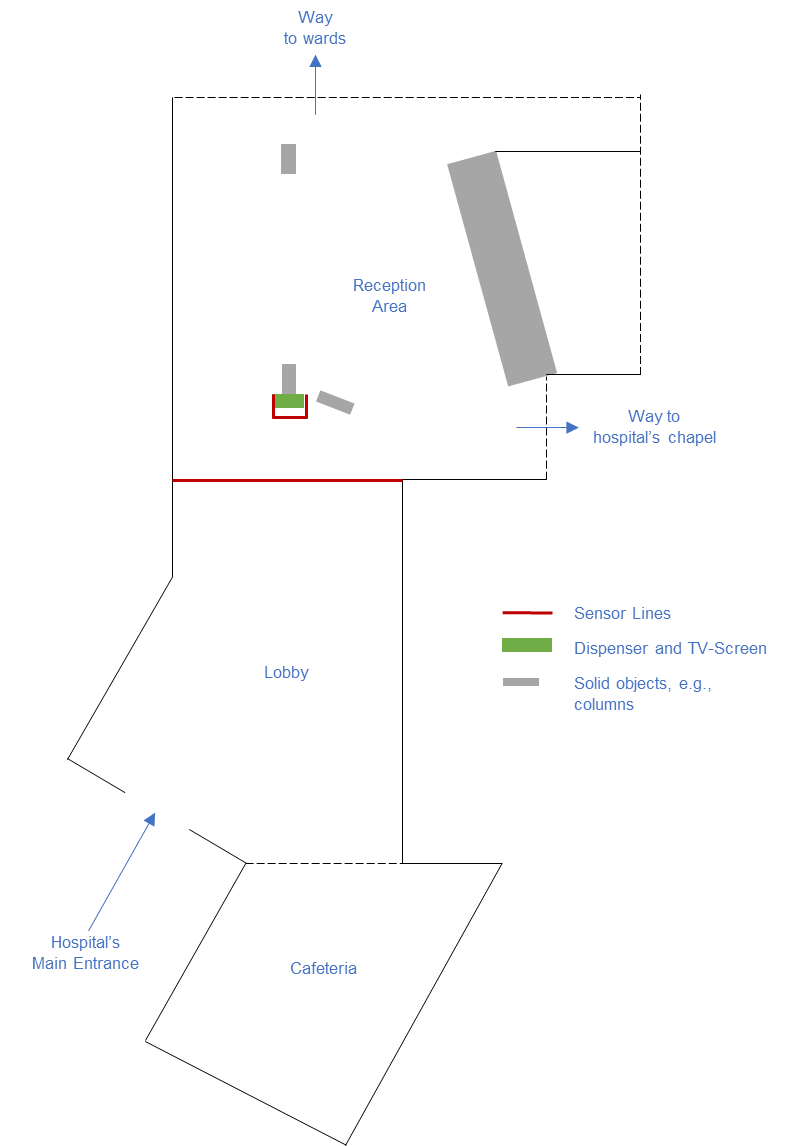 Way
to wards
Reception
Area
Way to
hospital's chapel
Sensor Lines
Dispenser and TV-Screen
Solid objects, e.g.,
columns
Lobby
Hospital's
Main Entrance
Cafeteria